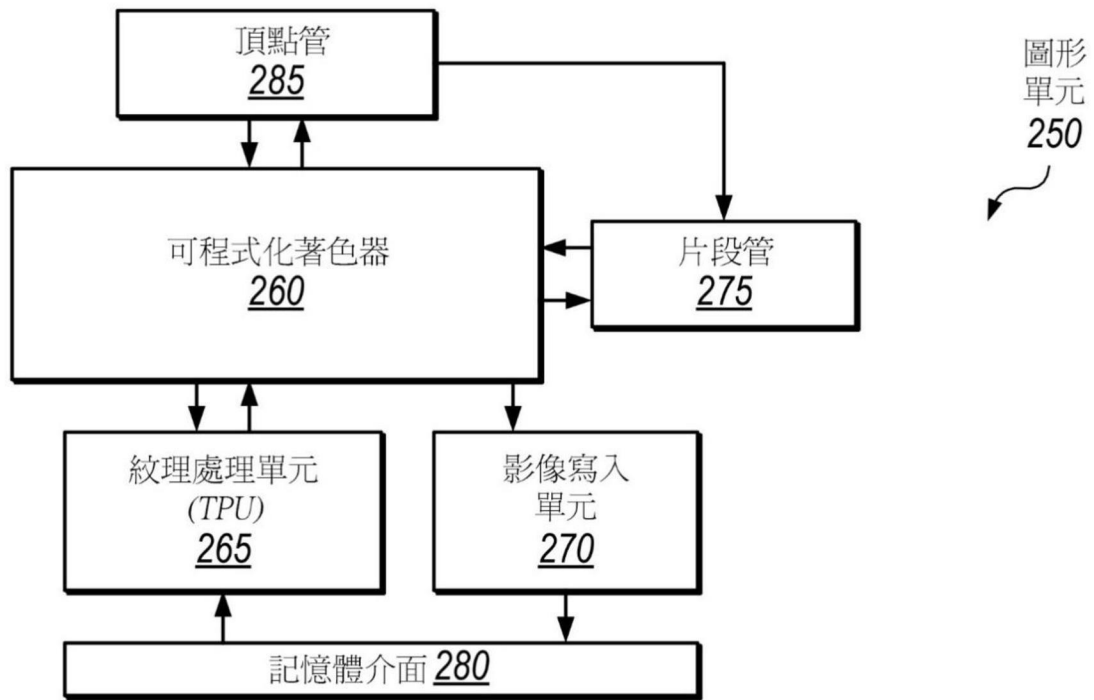 頂點管
285
圖形
單元
250
可程式化著色器
260
片段管
275
紋理處理單元
(TPU)
265
影像寫入
單元
270
記憶體介面 280